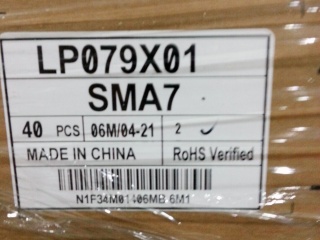 LP079X01
SMA7
40 PCS 06M/04-21 2
MADE IN CHINA RoHS Verified
N1F34M01406MB 6M1